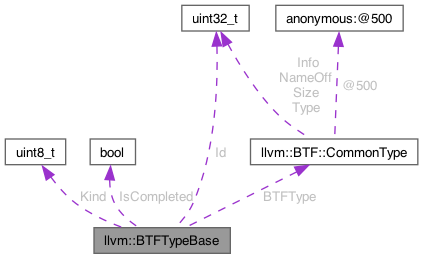 uint32_t
anonymous:@500
Info
NameOff
Size
Type
@500
uint8_t
bool
Id
llvm::BTF::CommonType
Kind
IsCompleted
BTFType
llvm::BTFTypeBase